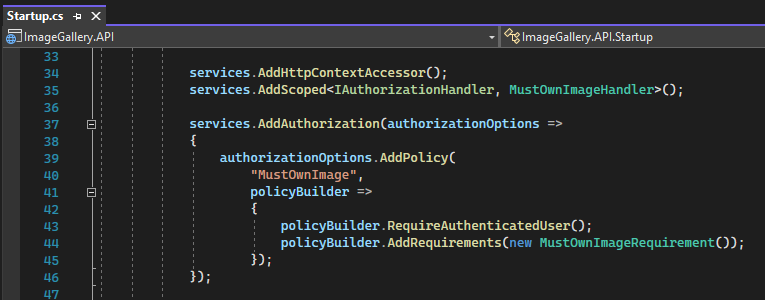 Startup.cs
ImageGallery.API
ImageGallery.API.Startup
33
34 services.AddHttpContextAccessor();
35 services.AddScoped<IAuthorizationHandler, MustOwnImageHandler>();
36
37 services.AddAuthorization(authorizationOptions =>
38 {
39 authorizationOptions.AddPolicy(
40 "MustOwnImage",
41 policyBuilder =>
42 {
43 policyBuilder.RequireAuthenticatedUser();
44 policyBuilder.AddRequirements(new MustOwnImageRequirement());
45 });
46 });
47